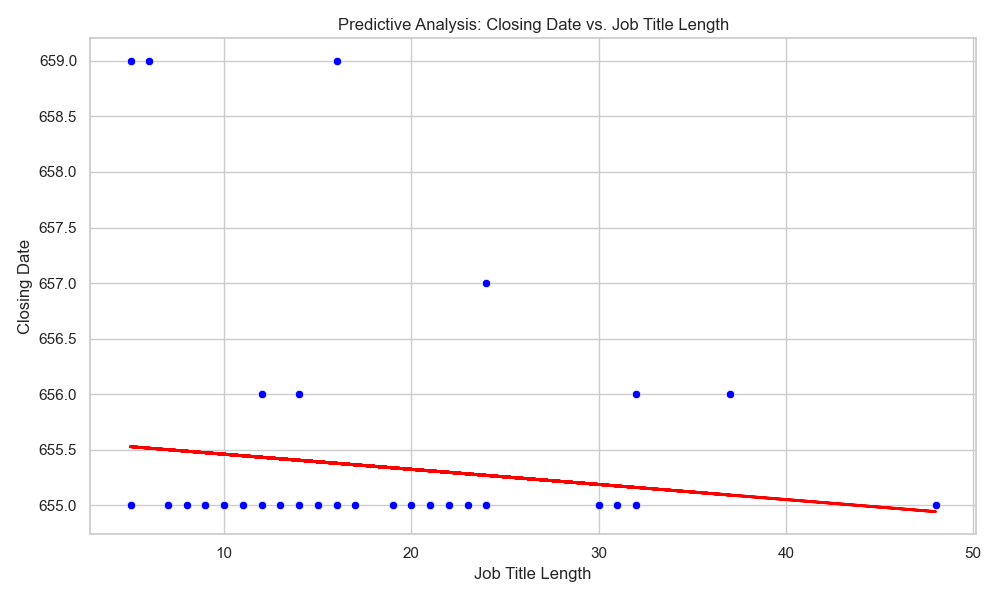 Predictive Analysis: Closing Date vs. Job Title Length
Closing Date
659.0
658.5
658.0
657.5
657.0
656.5
656.0
655.5
655.0
10 20 30 40 50
Job Title Length